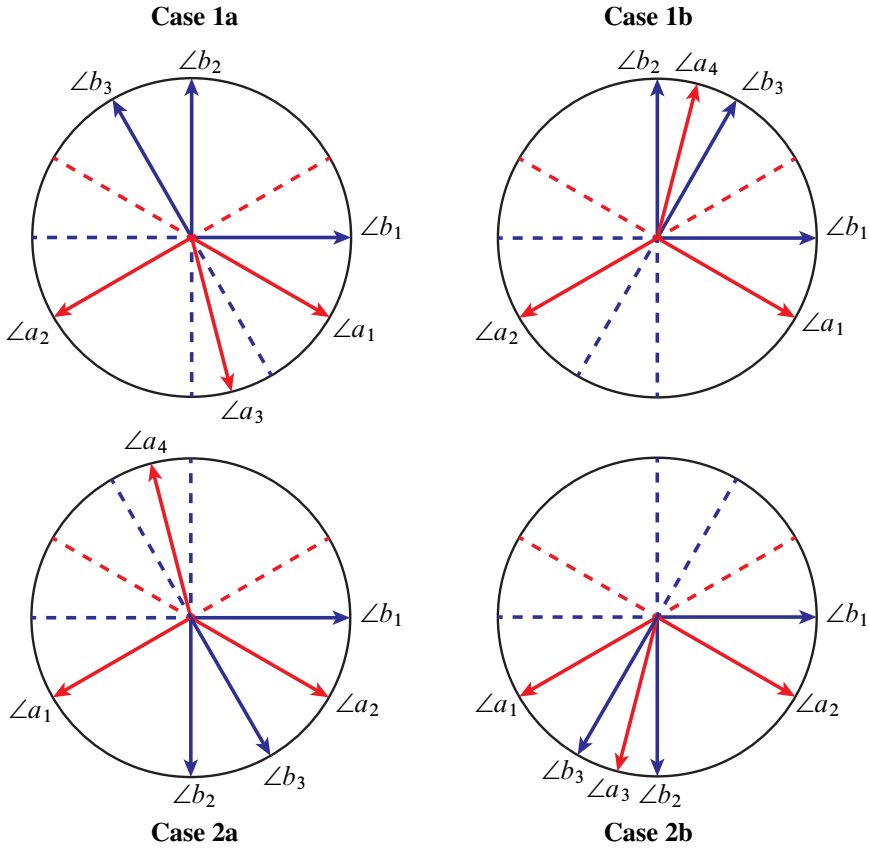 Case 1a
Case 1b
∠b₂
∠b₃
∠b₁
∠a₂
∠a₁
∠a₃
∠b₂
∠a₄
∠b₃
∠b₁
∠a₂
∠a₁
∠a₄
∠b₁
∠a₁
∠a₂
∠b₃
∠b₂
∠b₁
∠a₁
∠a₂
∠b₃
∠a₃
∠b₂
Case 2a
Case 2b